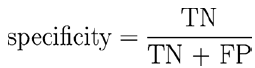 specificity = TN / TN + FP